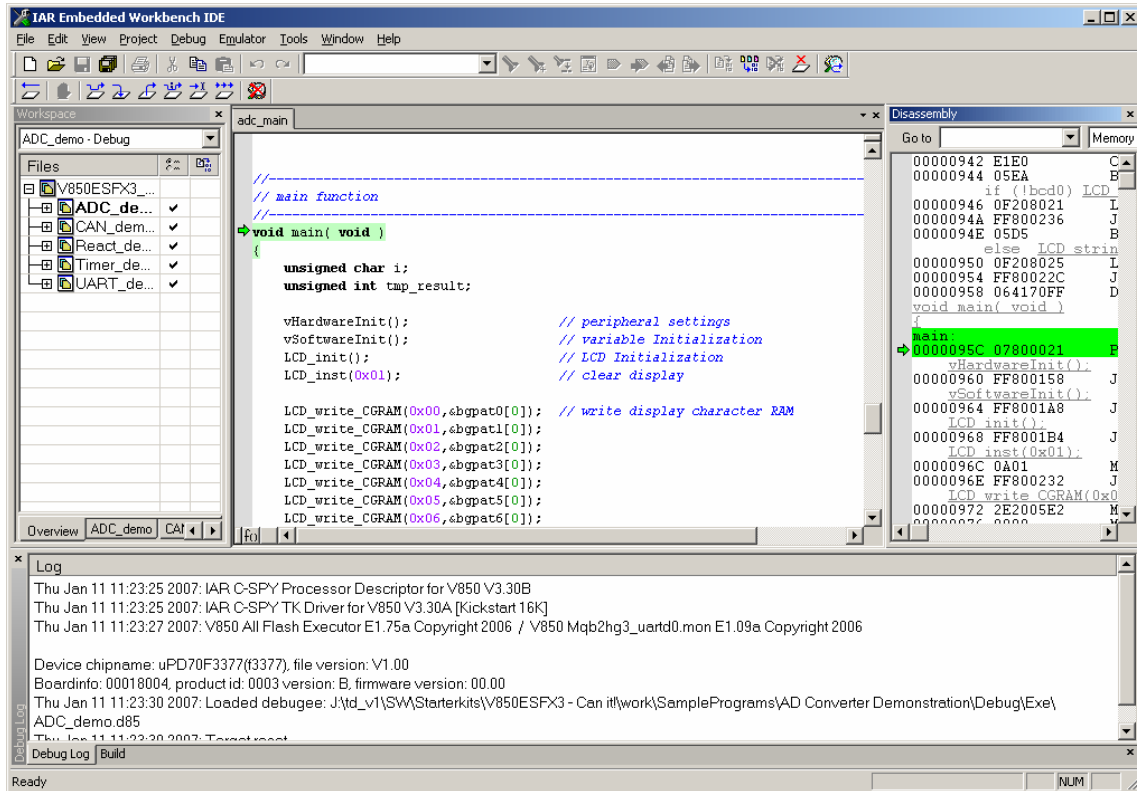 IAR Embedded Workbench IDE
File Edit View Project Debug Emulator Tools Window Help
Workspace
ADC_demo - Debug
Files
V850ESFX3_...
ADC_de...
CAN_dem...
React_de...
Timer_de...
UART_de...
Overview ADC_demo CAN
adc_main
//
// main function
//
void main( void )
{
unsigned char i;
unsigned int tmp_result;
vHardwareInit(); // peripheral settings
vSoftwareInit(); // variable Initialization
LCD_init(); // LCD Initialization
LCD_inst(0x01); // clear display
LCD_write_CGRAM(0x00,&bgpat0[0]); // write display character RAM
LCD_write_CGRAM(0x01,&bgpat1[0]);
LCD_write_CGRAM(0x02,&bgpat2[0]);
LCD_write_CGRAM(0x03,&bgpat3[0]);
LCD_write_CGRAM(0x04,&bgpat4[0]);
LCD_write_CGRAM(0x05,&bgpat5[0]);
LCD_write_CGRAM(0x06,&bgpat6[0]);
f()
Disassembly
Go to Memory
00000942 E1E0 C
00000944 05EA B
if (!bcd0) LCD_
00000946 0F208021 L
0000094A FF800236 J
0000094E 05D5 B
else LCD_strin
00000950 0F208025 L
00000954 FF80022C J
00000958 064170FF D
void main( void )
{
main:
0000095C 07800021 P
vHardwareInit();
00000960 FF800158 J
vSoftwareInit();
00000964 FF8001A8 J
LCD_init();
00000968 FF8001B4 J
LCD_inst(0x01);
0000096C 0A01 M
0000096E FF800232 J
LCD_write_CGRAM(0x0
00000972 2E2005E2 M
Log
Thu Jan 11 11:23:25 2007: IAR C-SPY Processor Descriptor for V850 V3.30B
Thu Jan 11 11:23:25 2007: IAR C-SPY TK Driver for V850 V3.30A [Kickstart 16K]
Thu Jan 11 11:23:27 2007: V850 All Flash Executor E1.75a Copyright 2006 / V850 Mqb2hg3_uartd0.mon E1.09a Copyright 2006
Device chipname: uPD70F3377(f3377), file version: V1.00
Boardinfo: 00018004, product id: 0003 version: B, firmware version: 00.00
Thu Jan 11 11:23:30 2007: Loaded debugee: J:\td_v1\SW\Starterkits\V850ESFX3 - Can it!\work\SamplePrograms\AD Converter Demonstration\Debug\Exe\
ADC_demo.d85
Thu Jan 11 11:23:30 2007: Target reset
Debug Log
Debug Log Build
Ready NUM